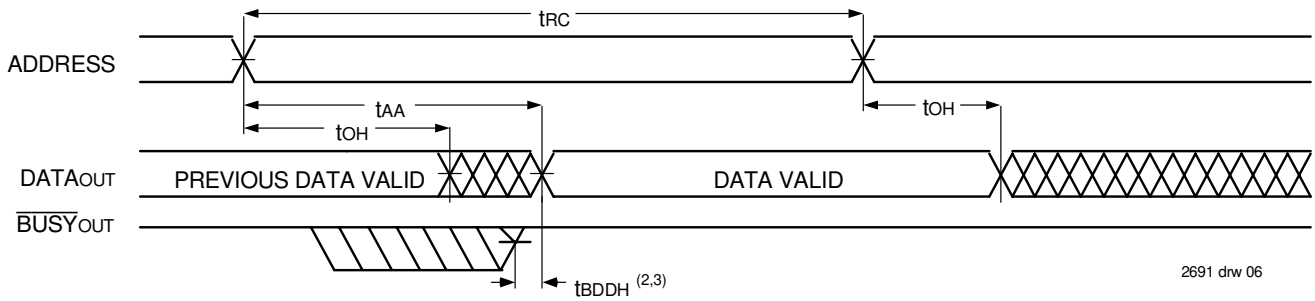 tRC
ADDRESS
tAA
tOH
tOH
DATAOUT
PREVIOUS DATA VALID
DATA VALID
BUSYOUT
tBDDH (2,3)
2691 drw 06